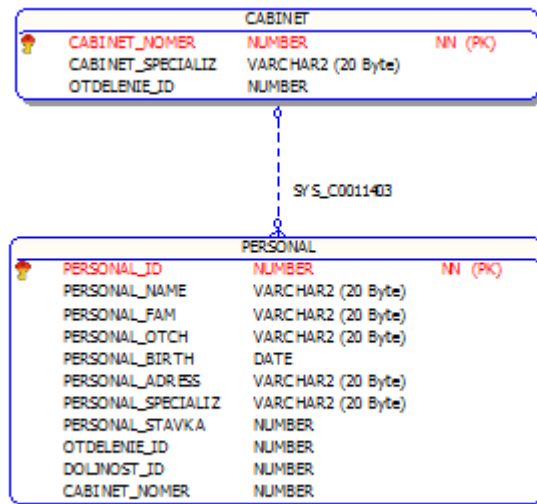 CABINET
CABINET_NOMER NUMBER NN (PK)
CABINET_SPECIALIZ VARCHAR2 (20 Byte)
OTDELENIE_ID NUMBER
SYS_C0011403
PERSONAL
PERSONAL_ID NUMBER NN (PK)
PERSONAL_NAME VARCHAR2 (20 Byte)
PERSONAL_FAM VARCHAR2 (20 Byte)
PERSONAL_OTCH VARCHAR2 (20 Byte)
PERSONAL_BIRTH DATE
PERSONAL_ADRESS VARCHAR2 (20 Byte)
PERSONAL_SPECIALIZ VARCHAR2 (20 Byte)
PERSONAL_STAVKA NUMBER
OTDELENIE_ID NUMBER
DOLJNOST_ID NUMBER
CABINET_NOMER NUMBER